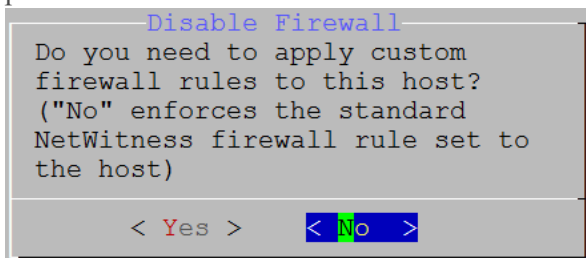 Disable Firewall
Do you need to apply custom
firewall rules to this host?
("No" enforces the standard
NetWitness firewall rule set to
the host)
< Yes > < No >